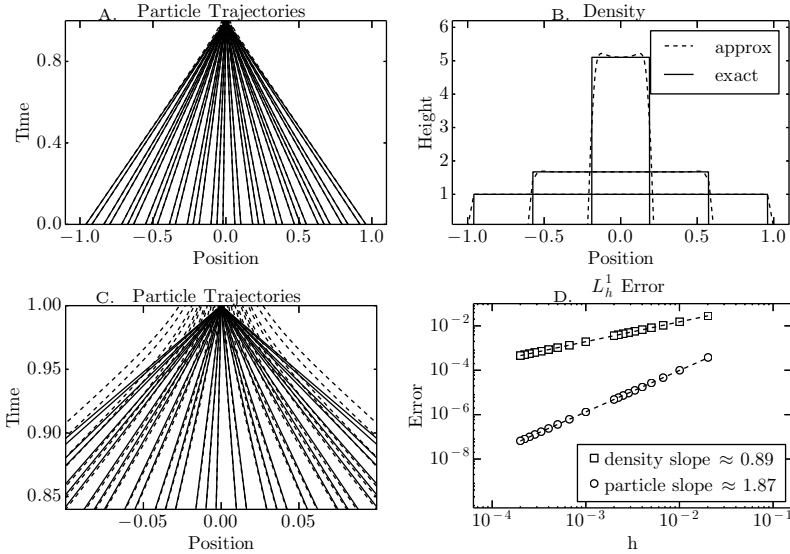 A. Particle Trajectories
0.8
0.4
0.0
Time
−1.0 −0.5 0.0 0.5 1.0
Position
B. Density
6
5
4
3
2
1
Height
approx
exact
−1.0 −0.5 0.0 0.5 1.0
Position
C. Particle Trajectories
1.00
0.95
0.90
0.85
Time
−0.05 0.00 0.05
Position
D. L¹ₕ Error
10⁻²
10⁻⁴
10⁻⁶
10⁻⁸
Error
density slope ≈ 0.89
particle slope ≈ 1.87
10⁻⁴ 10⁻³ 10⁻² 10⁻¹
h